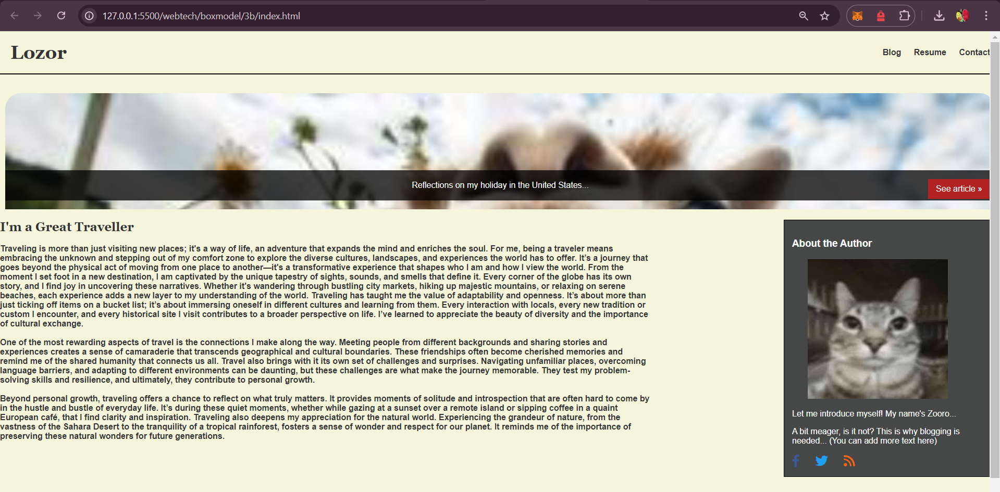 127.0.0.1:5500/webtech/boxmodel/3b/index.html
Lozor
Blog Resume Contact
Reflections on my holiday in the United States...
See article »
I'm a Great Traveller
Traveling is more than just visiting new places; it's a way of life, an adventure that expands the mind and enriches the soul. For me, being a traveler means
embracing the unknown and stepping out of my comfort zone to explore the diverse cultures, landscapes, and experiences the world has to offer. It’s a journey that
goes beyond the physical act of moving from one place to another—it's a transformative experience that shapes who I am and how I view the world. From the
moment I set foot in a new destination, I am captivated by the unique tapestry of sights, sounds, and smells that define it. Every corner of the globe has its own
story, and I find joy in uncovering these narratives. Whether it's wandering through bustling city markets, hiking up majestic mountains, or relaxing on serene
beaches, each experience adds a new layer to my understanding of the world. Traveling has taught me the value of adaptability and openness. It’s about more than
just ticking off items on a bucket list; it’s about immersing oneself in different cultures and learning from them. Every interaction with locals, every new tradition or
custom I encounter, and every historical site I visit contributes to a broader perspective on life. I’ve learned to appreciate the beauty of diversity and the importance
of cultural exchange.
One of the most rewarding aspects of travel is the connections I make along the way. Meeting people from different backgrounds and sharing stories and
experiences creates a sense of camaraderie that transcends geographical and cultural boundaries. These friendships often become cherished memories and
remind me of the shared humanity that connects us all. Travel also brings with it its own set of challenges and surprises. Navigating unfamiliar places, overcoming
language barriers, and adapting to different environments can be daunting, but these challenges are what make the journey memorable. They test my problem-
solving skills and resilience, and ultimately, they contribute to personal growth.
Beyond personal growth, traveling offers a chance to reflect on what truly matters. It provides moments of solitude and introspection that are often hard to come by
in the hustle and bustle of everyday life. It’s during these quiet moments, whether while gazing at a sunset over a remote island or sipping coffee in a quaint
European café, that I find clarity and inspiration. Traveling also deepens my appreciation for the natural world. Experiencing the grandeur of nature, from the
vastness of the Sahara Desert to the tranquility of a tropical rainforest, fosters a sense of wonder and respect for our planet. It reminds me of the importance of
preserving these natural wonders for future generations.
About the Author
Let me introduce myself! My name's Zooro...
A bit meager, is it not? This is why blogging is
needed... (You can add more text here)